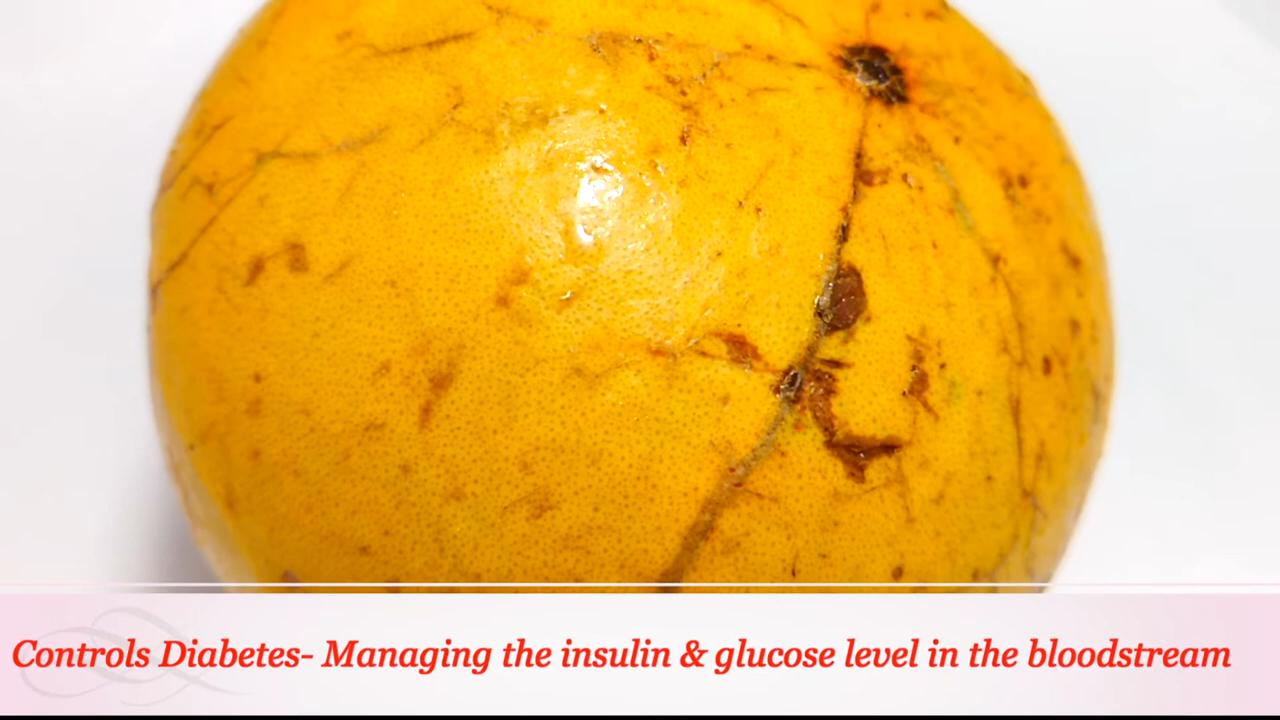 Controls Diabetes- Managing the insulin & glucose level in the bloodstream